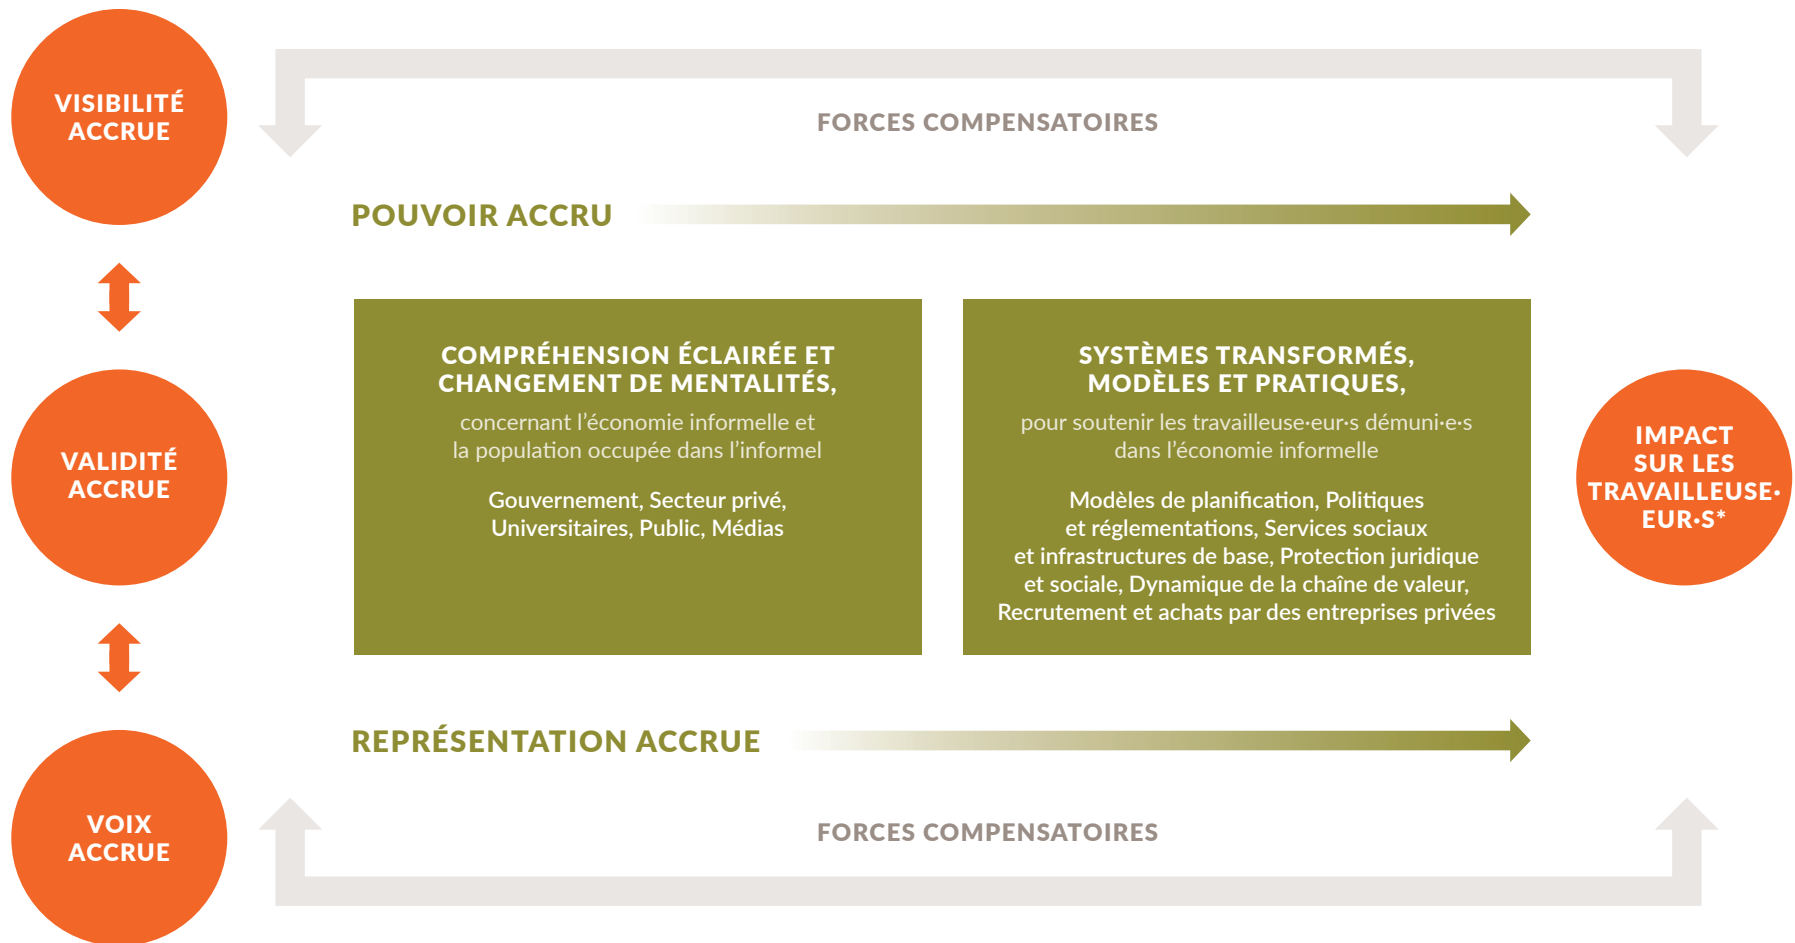 VISIBILITÉ
ACCRUE
FORCES COMPENSATOIRES
POUVOIR ACCRU
COMPRÉHENSION ÉCLAIRÉE ET
CHANGEMENT DE MENTALITÉS,
concernant l’économie informelle et
la population occupée dans l’informel
Gouvernement, Secteur privé,
Universitaires, Public, Médias
SYSTÈMES TRANSFORMÉS,
MODÈLES ET PRATIQUES,
pour soutenir les travailleuse·eur·s démuni·e·s
dans l’économie informelle
Modèles de planification, Politiques
et réglementations, Services sociaux
et infrastructures de base, Protection juridique
et sociale, Dynamique de la chaîne de valeur,
Recrutement et achats par des entreprises privées
VALIDITÉ
ACCRUE
IMPACT
SUR LES
TRAVAILLEUSE·
EUR·S*
REPRÉSENTATION ACCRUE
VOIX
ACCRUE
FORCES COMPENSATOIRES